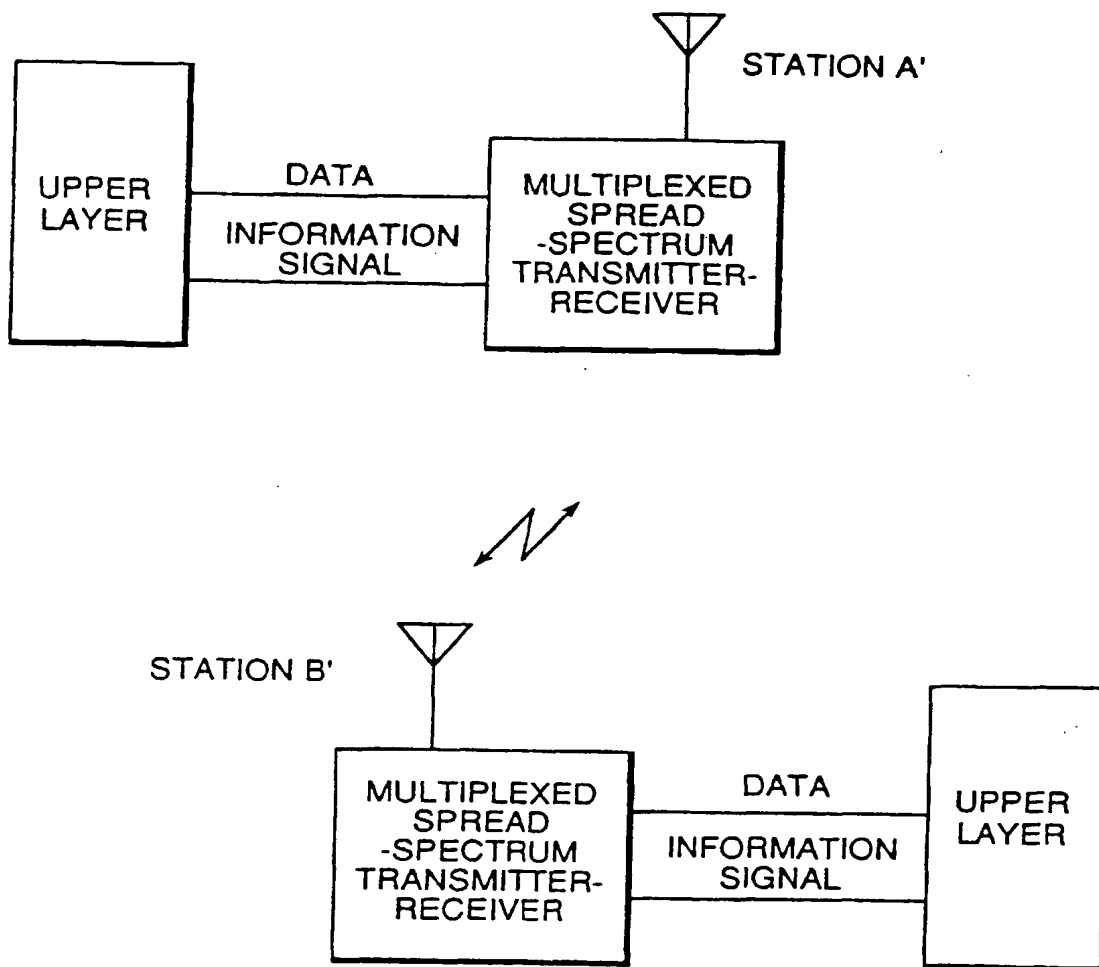 STATION A'
UPPER
LAYER
DATA
INFORMATION
SIGNAL
MULTIPLEXED
SPREAD
-SPECTRUM
TRANSMITTER-
RECEIVER
STATION B'
MULTIPLEXED
SPREAD
-SPECTRUM
TRANSMITTER-
RECEIVER
DATA
INFORMATION
SIGNAL
UPPER
LAYER